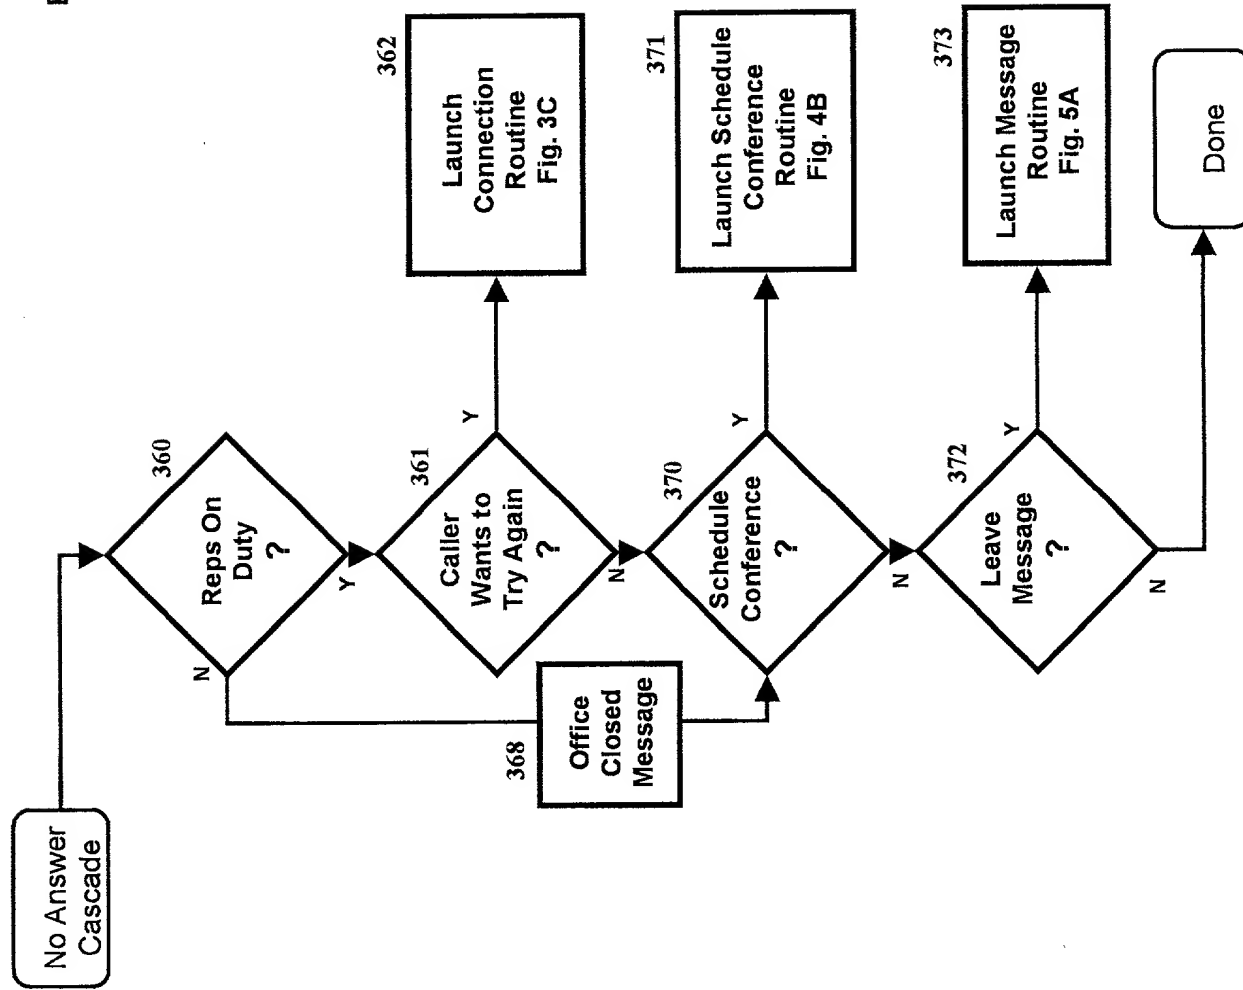 No Answer
Cascade
360
Reps On
Duty
?
N
Y
361
Caller
Wants to
Try Again
?
Y
N
362
Launch
Connection
Routine
Fig. 3C
368
Office
Closed
Message
370
Schedule
Conference
?
Y
N
371
Launch Schedule
Conference
Routine
Fig. 4B
372
Leave
Message
?
Y
N
373
Launch Message
Routine
Fig. 5A
Done